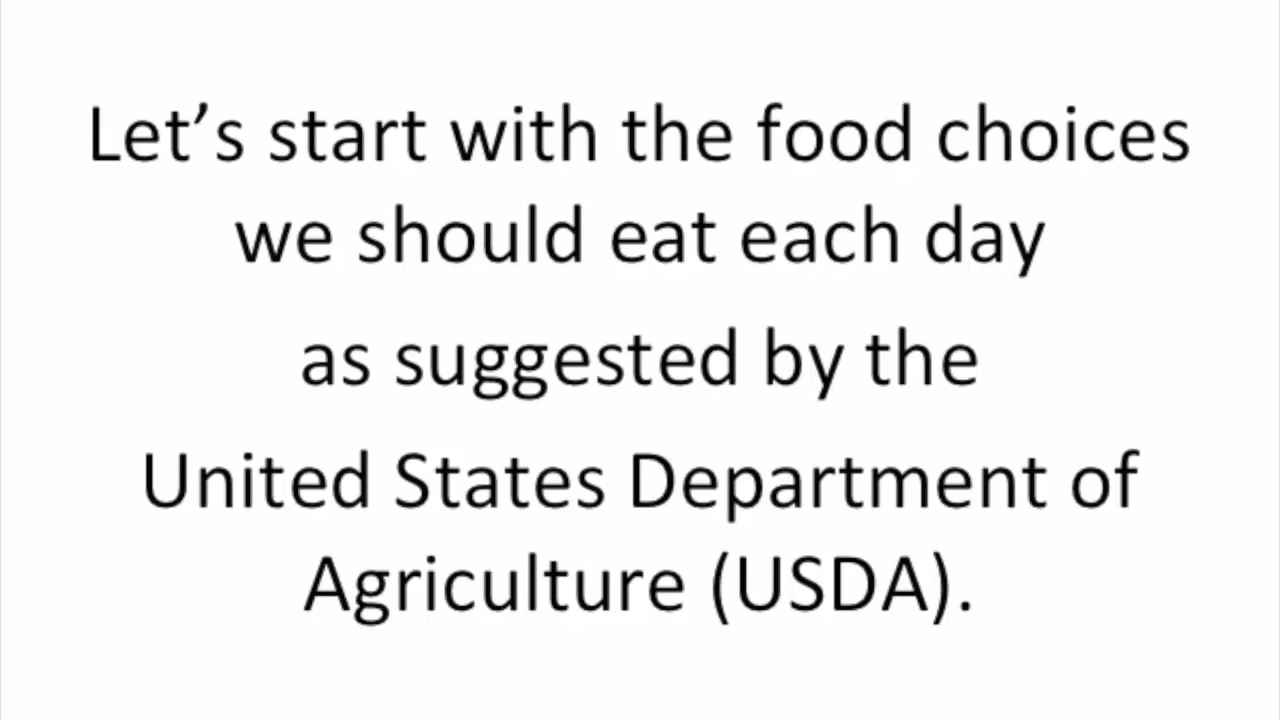 Let’s start with the food choices
we should eat each day
as suggested by the
United States Department of
Agriculture (USDA).